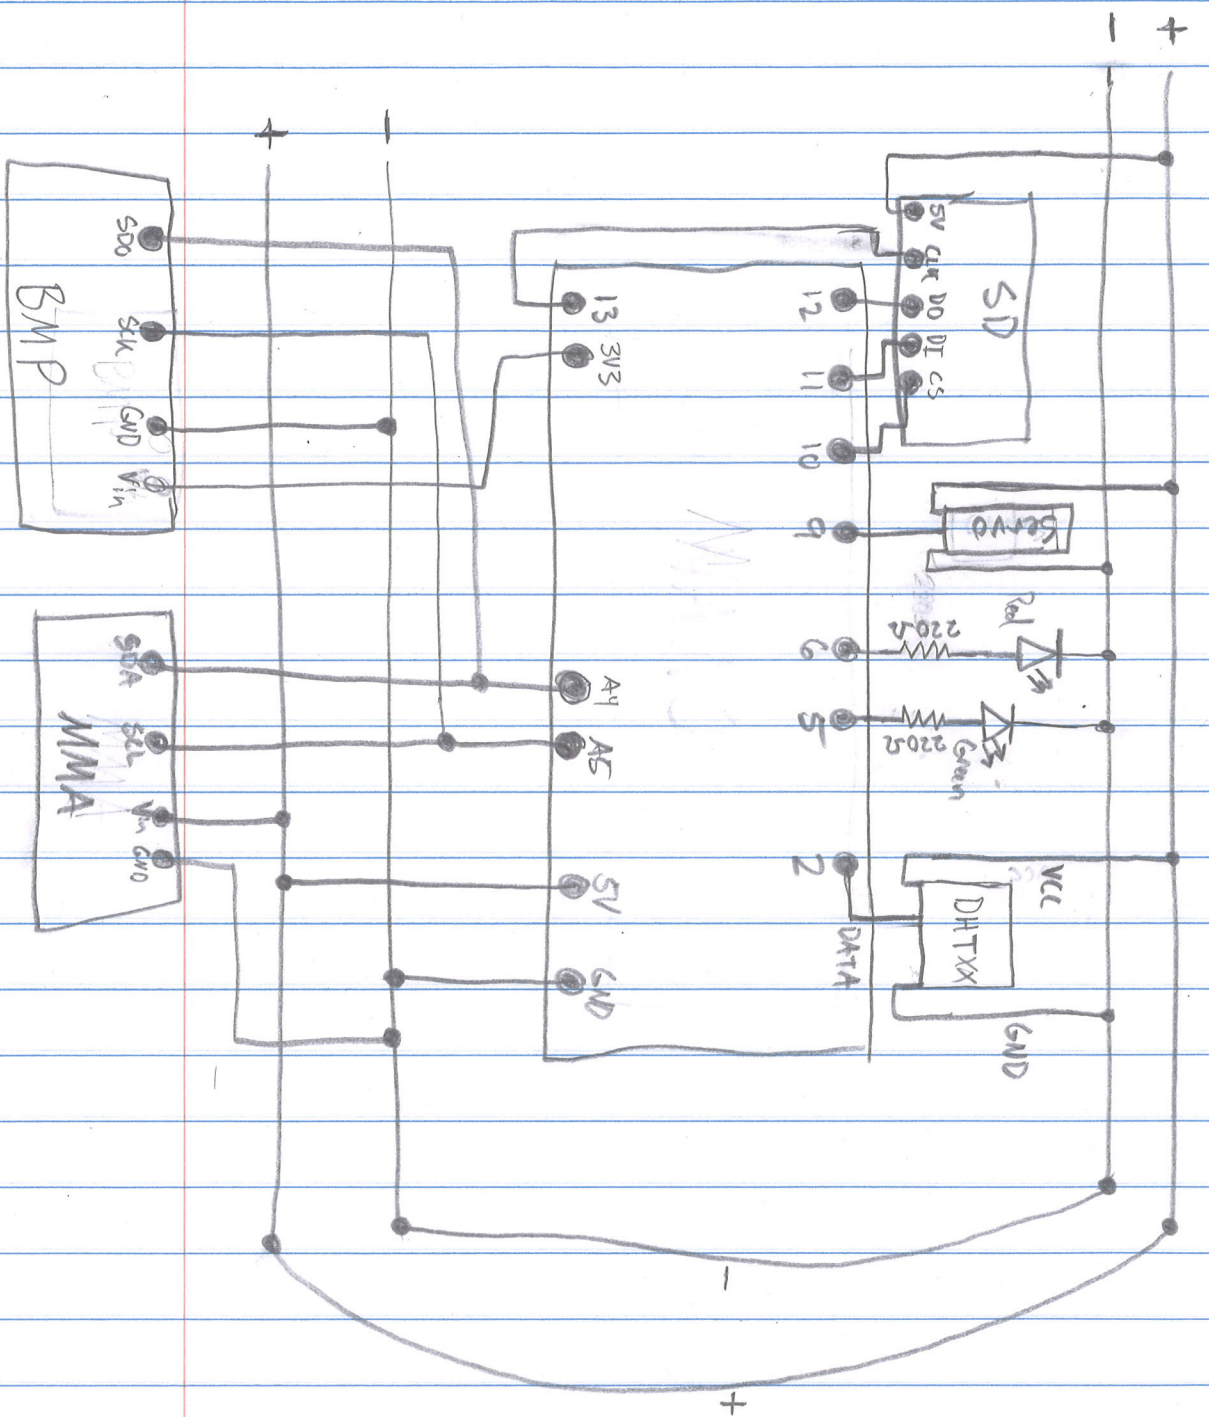 - +
+ -
5V
CLK
DO
DI
CS
SD
13
3V3
12
11
10
9
6
5
2
A4
A5
5V
GND
Servo
220Ω
Red
220Ω
Green
VCC
DHTXX
DATA
GND
SDO
SCK
GND
Vin
BMP
SDA
SCL
Vin
GND
MMA
-
+